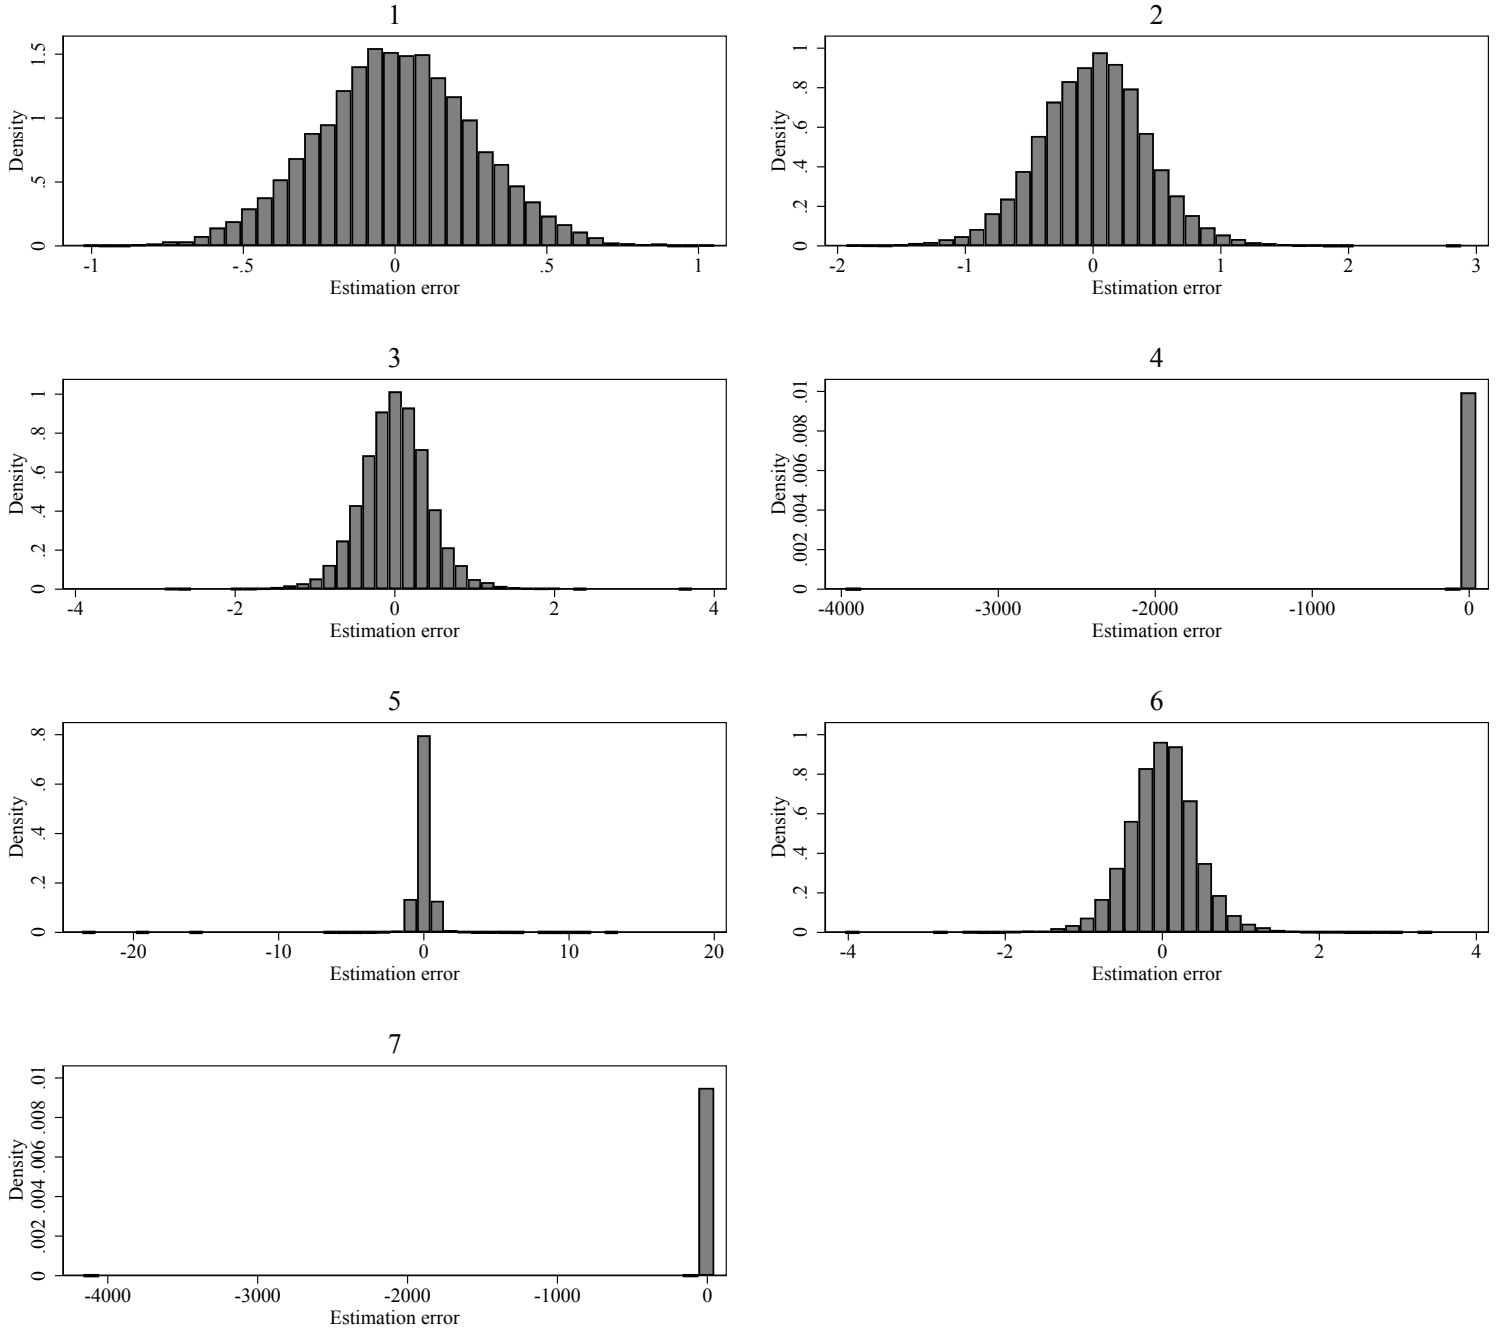 1
Density
0 .5 1 1.5
-1 -.5 0 .5 1
Estimation error
2
Density
0 .2 .4 .6 .8 1
-2 -1 0 1 2 3
Estimation error
3
Density
0 .2 .4 .6 .8 1
-4 -2 0 2 4
Estimation error
4
Density
0 .002 .004 .006 .008 .01
-4000 -3000 -2000 -1000 0
Estimation error
5
Density
0 .2 .4 .6 .8
-20 -10 0 10 20
Estimation error
6
Density
0 .2 .4 .6 .8 1
-4 -2 0 2 4
Estimation error
7
Density
0 .002 .004 .006 .008 .01
-4000 -3000 -2000 -1000 0
Estimation error